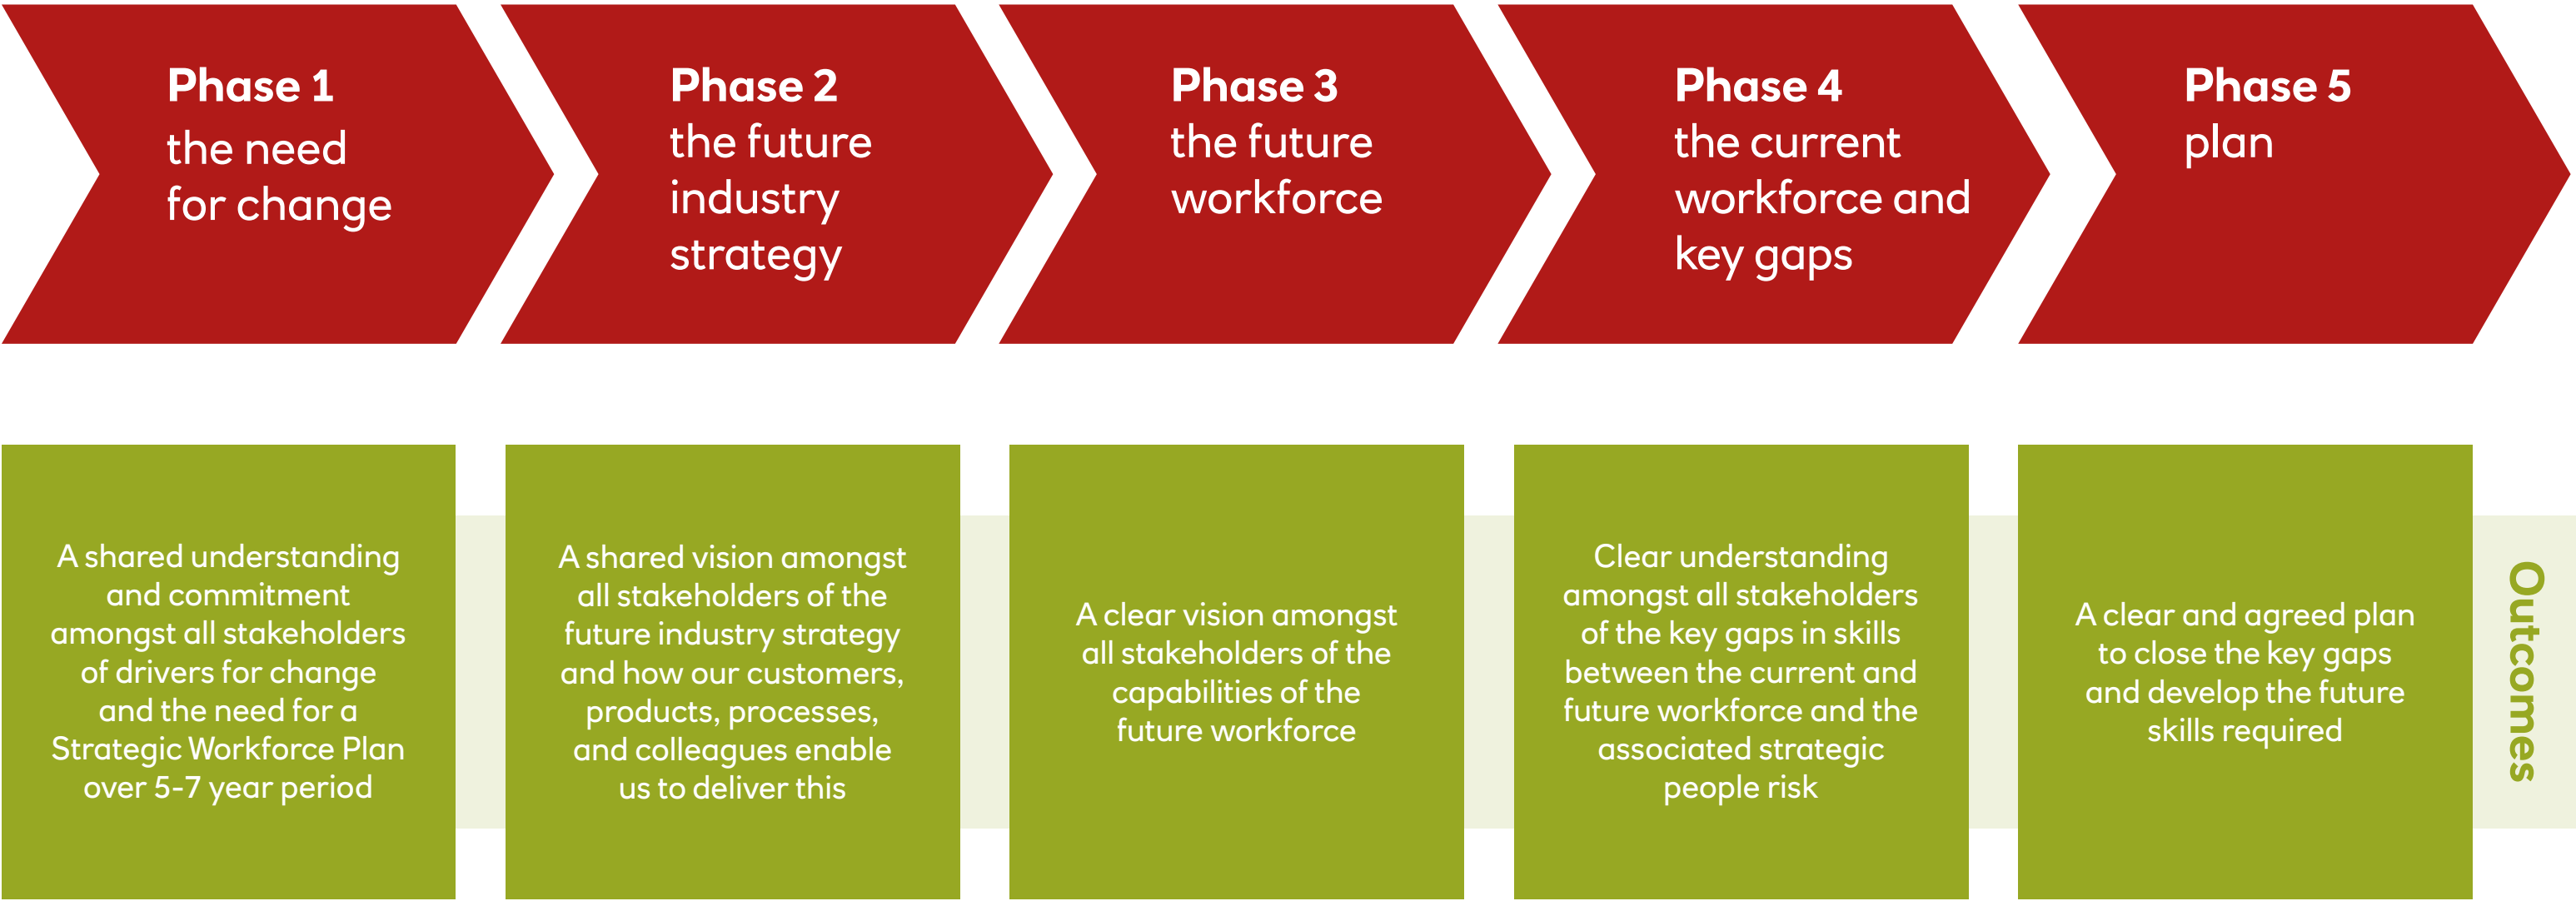 Phase 1
the need
for change
Phase 2
the future
industry
strategy
Phase 3
the future
workforce
Phase 4
the current
workforce and
key gaps
Phase 5
plan
A shared understanding
and commitment
amongst all stakeholders
of drivers for change
and the need for a
Strategic Workforce Plan
over 5-7 year period
A shared vision amongst
all stakeholders of the
future industry strategy
and how our customers,
products, processes,
and colleagues enable
us to deliver this
A clear vision amongst
all stakeholders of the
capabilities of the
future workforce
Clear understanding
amongst all stakeholders
of the key gaps in skills
between the current and
future workforce and the
associated strategic
people risk
A clear and agreed plan
to close the key gaps
and develop the future
skills required
Outcomes